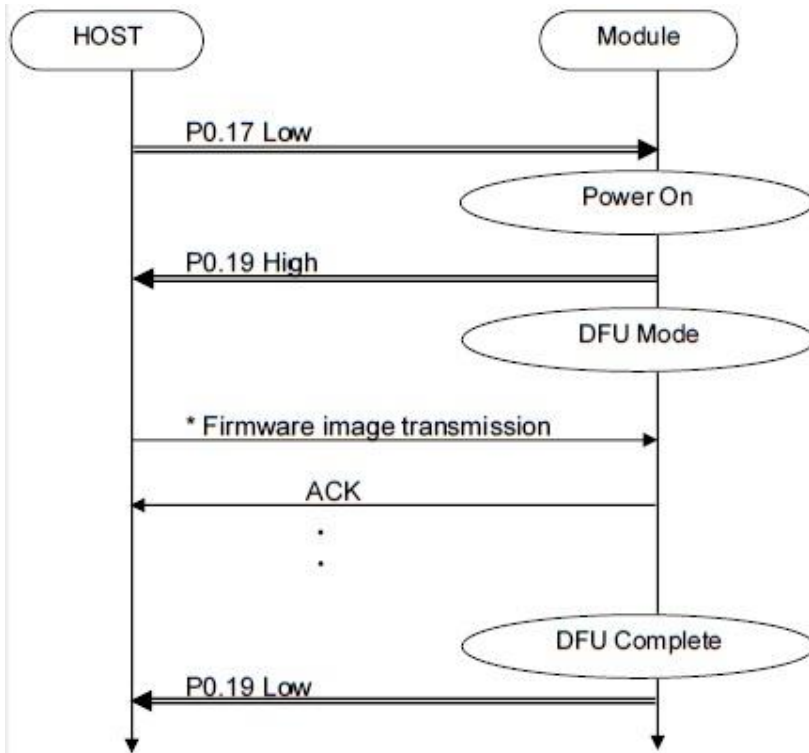 HOST
Module
P0.17 Low
Power On
P0.19 High
DFU Mode
* Firmware image transmission
ACK
.
.
DFU Complete
P0.19 Low